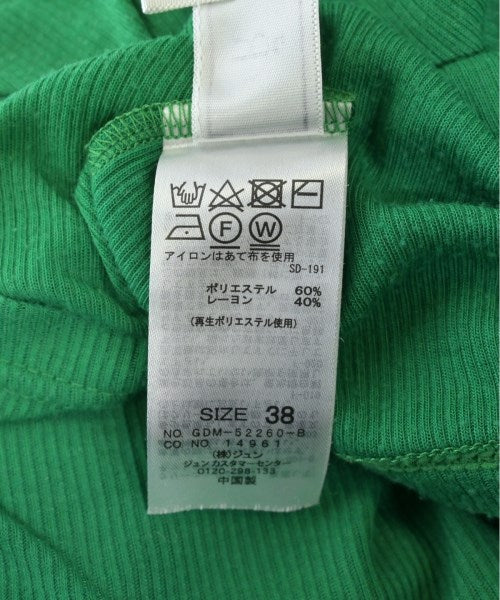 F W
アイロンはあて布を使用
SD-191
ポリエステル 60%
レーヨン 40%
(再生ポリエステル使用)
SIZE 38
NO. GDM-52260-B
CO NO. 14961
(株)ジュン
ジュンカスタマーセンター
0120-298-133
中国製